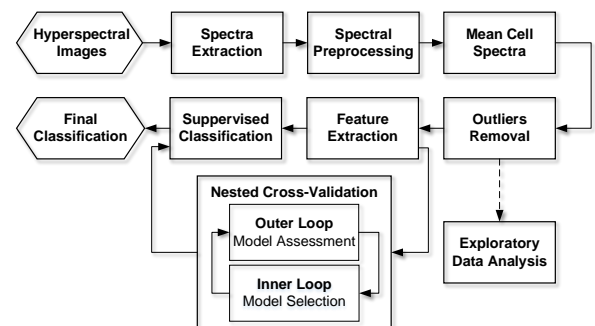 Hyperspectral
Images
Spectra
Extraction
Spectral
Preprocessing
Mean Cell
Spectra
Final
Classification
Suppervised
Classification
Feature
Extraction
Outliers
Removal
Nested Cross-Validation
Outer Loop
Model Assessment
Inner Loop
Model Selection
Exploratory
Data Analysis